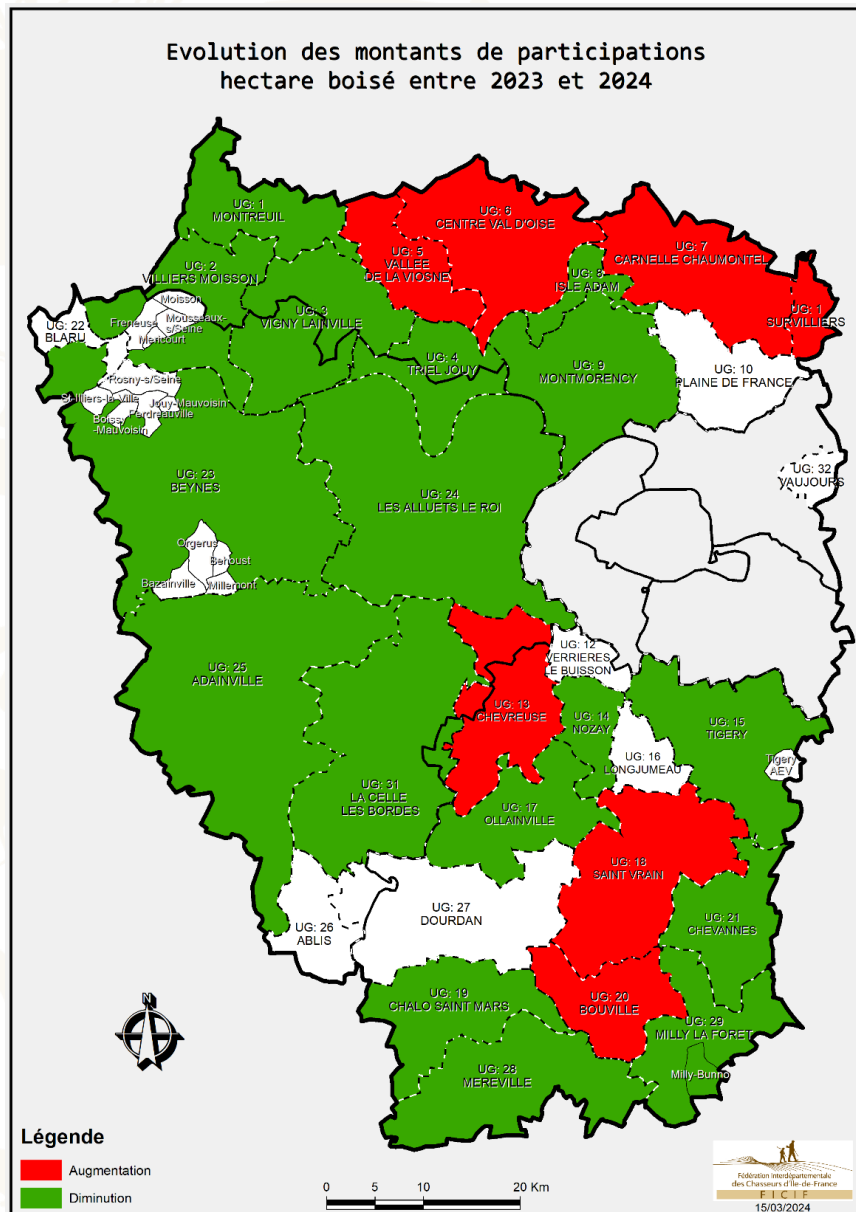 Evolution des montants de participations
hectare boisé entre 2023 et 2024
UG: 1
MONTREUIL
UG: 6
CENTRE VAL D'OISE
UG: 7
CARNELLE CHAUMONTEL
UG: 5
VALLEE
DE LA VIOSNE
UG: 2
VILLIERS MOISSON
UG: 8
ISLE ADAM
UG: 1
SURVILLIERS
Moisson
Mousseaux-
s/Seine
Freneuse
Mericourt
UG: 22
BLARU
UG: 3
VIGNY LAINVILLE
UG: 4
TRIEL JOUY
UG: 9
MONTMORENCY
UG: 10
PLAINE DE FRANCE
Rosny-s/Seine
St-Illiers-la-Ville
Jouy-Mauvoisin
Perdreauville
Boissy
-Mauvoisin
UG: 32
VAUJOURS
UG: 23
BEYNES
UG: 24
LES ALLUETS LE ROI
Orgerus
Behoust
Bazainville
Millemont
UG: 12
VERRIERES
LE BUISSON
UG: 25
ADAINVILLE
UG: 13
CHEVREUSE
UG: 14
NOZAY
UG: 15
TIGERY
UG: 16
LONGJUMEAU
Tigery
AEV
UG: 31
LA CELLE
LES BORDES
UG: 17
OLLAINVILLE
UG: 18
SAINT VRAIN
UG: 27
DOURDAN
UG: 26
ABLIS
UG: 21
CHEVANNES
UG: 19
CHALO SAINT MARS
UG: 20
BOUVILLE
UG: 29
MILLY LA FORET
UG: 28
MEREVILLE
Milly-Bunno
N
Légende
Augmentation
Diminution
0 5 10 20 Km
Fédération Interdépartementale
des Chasseurs d'Ile-de-France
F I C I F
15/03/2024